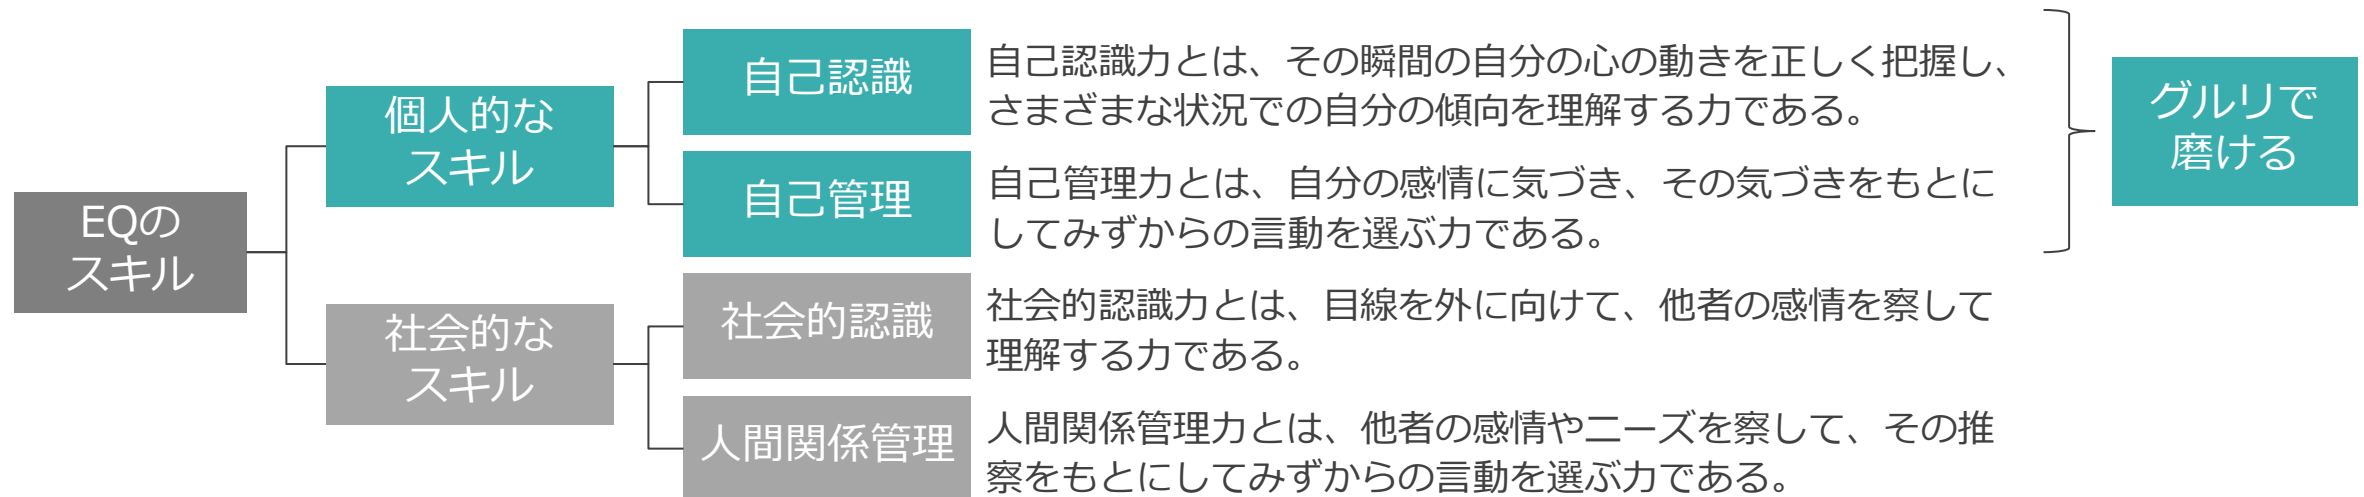 EQの
スキル
個人的な
スキル
自己認識
自己認識力とは、その瞬間の自分の心の動きを正しく把握し、
さまざまな状況での自分の傾向を理解する力である。
自己管理
自己管理力とは、自分の感情に気づき、その気づきをもとに
してみずからの言動を選ぶ力である。
グルリで
磨ける
社会的な
スキル
社会的認識
社会的認識力とは、目線を外に向けて、他者の感情を察して
理解する力である。
人間関係管理
人間関係管理力とは、他者の感情やニーズを察して、その推
察をもとにしてみずからの言動を選ぶ力である。